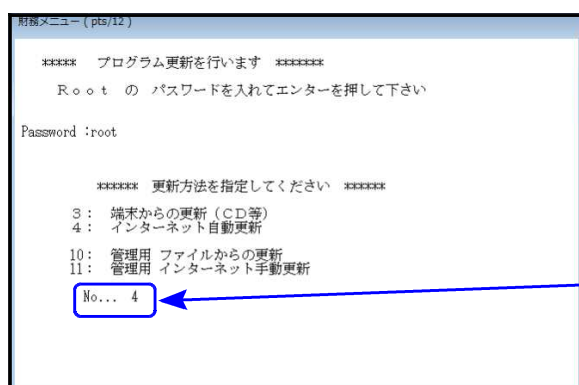 財務メニュー ( pts/12 )
***** プログラム更新を行います *******
Ｒｏｏｔ の パスワードを入れてエンターを押して下さい
Password :root
****** 更新方法を指定してください ******
3： 端末からの更新（ＣＤ等）
4： インターネット自動更新
10： 管理用 ファイルからの更新
11： 管理用 インターネット手動更新
No... 4